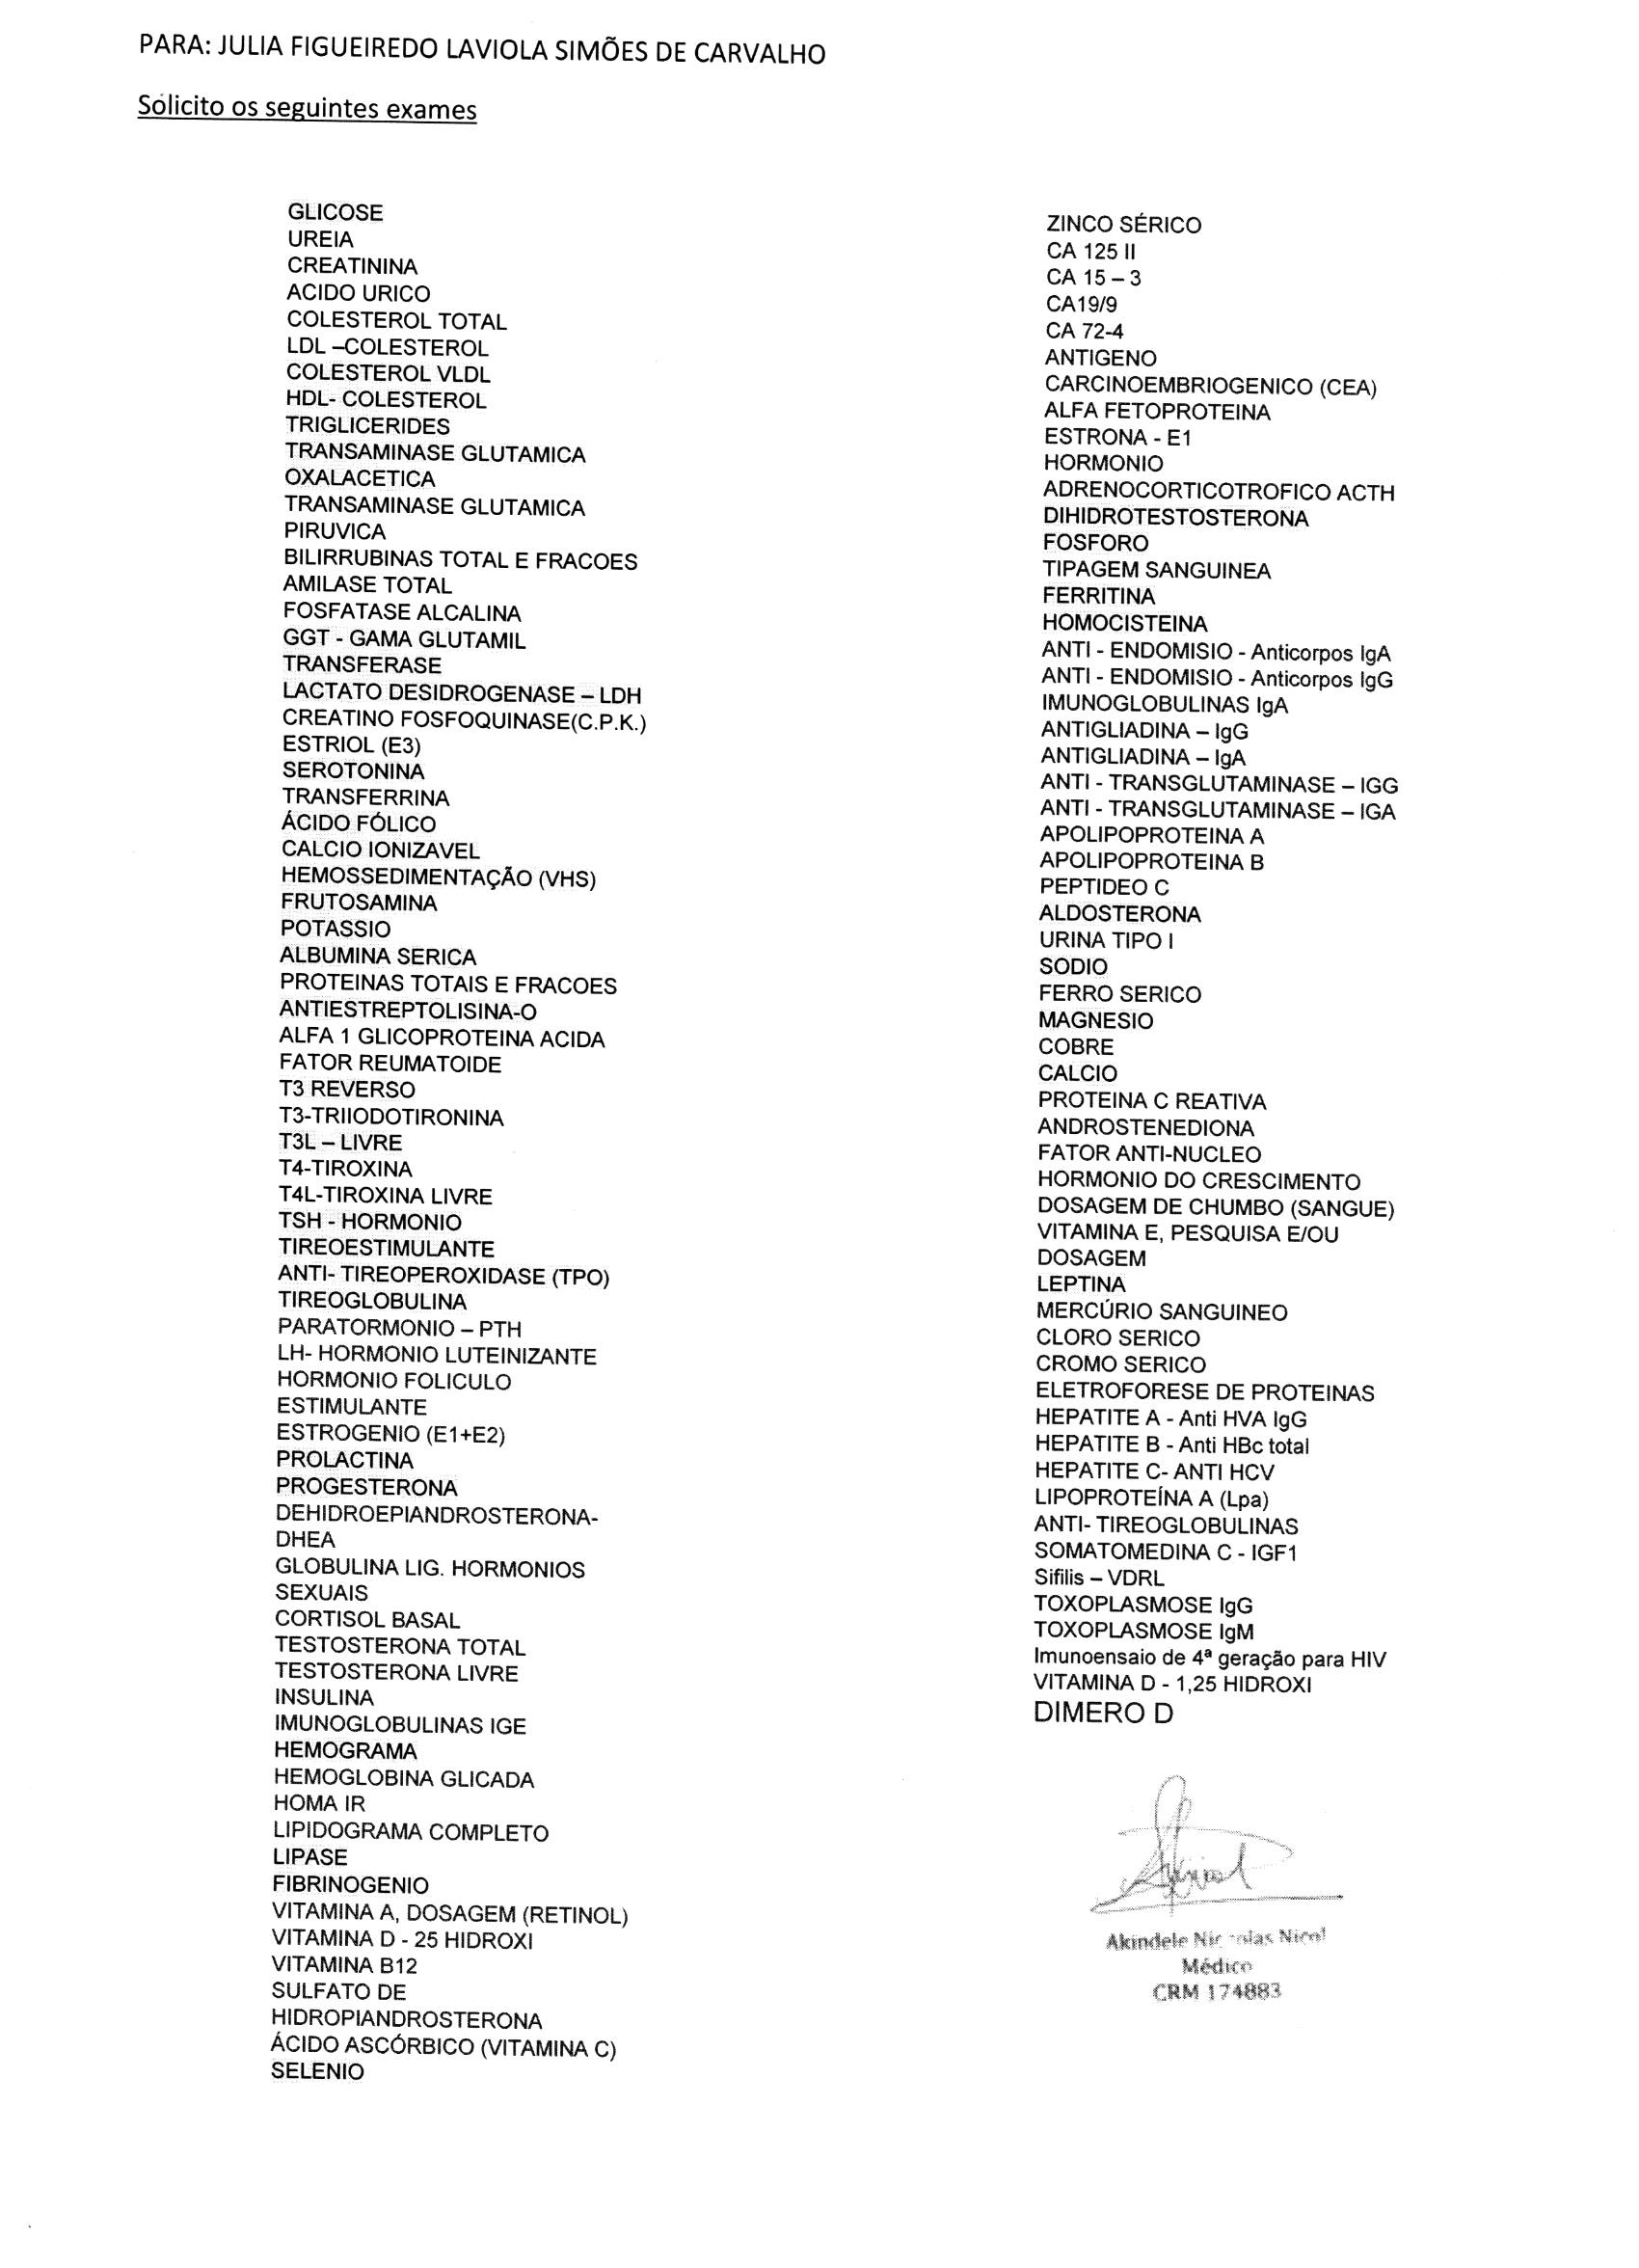 PARA: JULIA FIGUEIREDO LAVIOLA SIMÕES DE CARVALHO
Solicito os seguintes exames
GLICOSE
UREIA
CREATININA
ACIDO URICO
COLESTEROL TOTAL
LDL –COLESTEROL
COLESTEROL VLDL
HDL- COLESTEROL
TRIGLICERIDES
TRANSAMINASE GLUTAMICA
OXALACETICA
TRANSAMINASE GLUTAMICA
PIRUVICA
BILIRRUBINAS TOTAL E FRACOES
AMILASE TOTAL
FOSFATASE ALCALINA
GGT - GAMA GLUTAMIL
TRANSFERASE
LACTATO DESIDROGENASE – LDH
CREATINO FOSFOQUINASE(C.P.K.)
ESTRIOL (E3)
SEROTONINA
TRANSFERRINA
ÁCIDO FÓLICO
CALCIO IONIZAVEL
HEMOSSEDIMENTAÇÃO (VHS)
FRUTOSAMINA
POTASSIO
ALBUMINA SERICA
PROTEINAS TOTAIS E FRACOES
ANTIESTREPTOLISINA-O
ALFA 1 GLICOPROTEINA ACIDA
FATOR REUMATOIDE
T3 REVERSO
T3-TRIIODOTIRONINA
T3L – LIVRE
T4-TIROXINA
T4L-TIROXINA LIVRE
TSH - HORMONIO
TIREOESTIMULANTE
ANTI- TIREOPEROXIDASE (TPO)
TIREOGLOBULINA
PARATORMONIO – PTH
LH- HORMONIO LUTEINIZANTE
HORMONIO FOLICULO
ESTIMULANTE
ESTROGENIO (E1+E2)
PROLACTINA
PROGESTERONA
DEHIDROEPIANDROSTERONA-
DHEA
GLOBULINA LIG. HORMONIOS
SEXUAIS
CORTISOL BASAL
TESTOSTERONA TOTAL
TESTOSTERONA LIVRE
INSULINA
IMUNOGLOBULINAS IGE
HEMOGRAMA
HEMOGLOBINA GLICADA
HOMA IR
LIPIDOGRAMA COMPLETO
LIPASE
FIBRINOGENIO
VITAMINA A, DOSAGEM (RETINOL)
VITAMINA D - 25 HIDROXI
VITAMINA B12
SULFATO DE
HIDROPIANDROSTERONA
ÁCIDO ASCÓRBICO (VITAMINA C)
SELENIO
ZINCO SÉRICO
CA 125 II
CA 15 – 3
CA19/9
CA 72-4
ANTIGENO
CARCINOEMBRIOGENICO (CEA)
ALFA FETOPROTEINA
ESTRONA - E1
HORMONIO
ADRENOCORTICOTROFICO ACTH
DIHIDROTESTOSTERONA
FOSFORO
TIPAGEM SANGUINEA
FERRITINA
HOMOCISTEINA
ANTI - ENDOMISIO - Anticorpos IgA
ANTI - ENDOMISIO - Anticorpos IgG
IMUNOGLOBULINAS IgA
ANTIGLIADINA – IgG
ANTIGLIADINA – IgA
ANTI - TRANSGLUTAMINASE – IGG
ANTI - TRANSGLUTAMINASE – IGA
APOLIPOPROTEINA A
APOLIPOPROTEINA B
PEPTIDEO C
ALDOSTERONA
URINA TIPO I
SODIO
FERRO SERICO
MAGNESIO
COBRE
CALCIO
PROTEINA C REATIVA
ANDROSTENEDIONA
FATOR ANTI-NUCLEO
HORMONIO DO CRESCIMENTO
DOSAGEM DE CHUMBO (SANGUE)
VITAMINA E, PESQUISA E/OU
DOSAGEM
LEPTINA
MERCÚRIO SANGUINEO
CLORO SERICO
CROMO SERICO
ELETROFORESE DE PROTEINAS
HEPATITE A - Anti HVA IgG
HEPATITE B - Anti HBc total
HEPATITE C- ANTI HCV
LIPOPROTEÍNA A (Lpa)
ANTI- TIREOGLOBULINAS
SOMATOMEDINA C - IGF1
Sifilis – VDRL
TOXOPLASMOSE IgG
TOXOPLASMOSE IgM
Imunoensaio de 4ª geração para HIV
VITAMINA D - 1,25 HIDROXI
DIMERO D
Akindele Nicol
Médico
CRM 174883